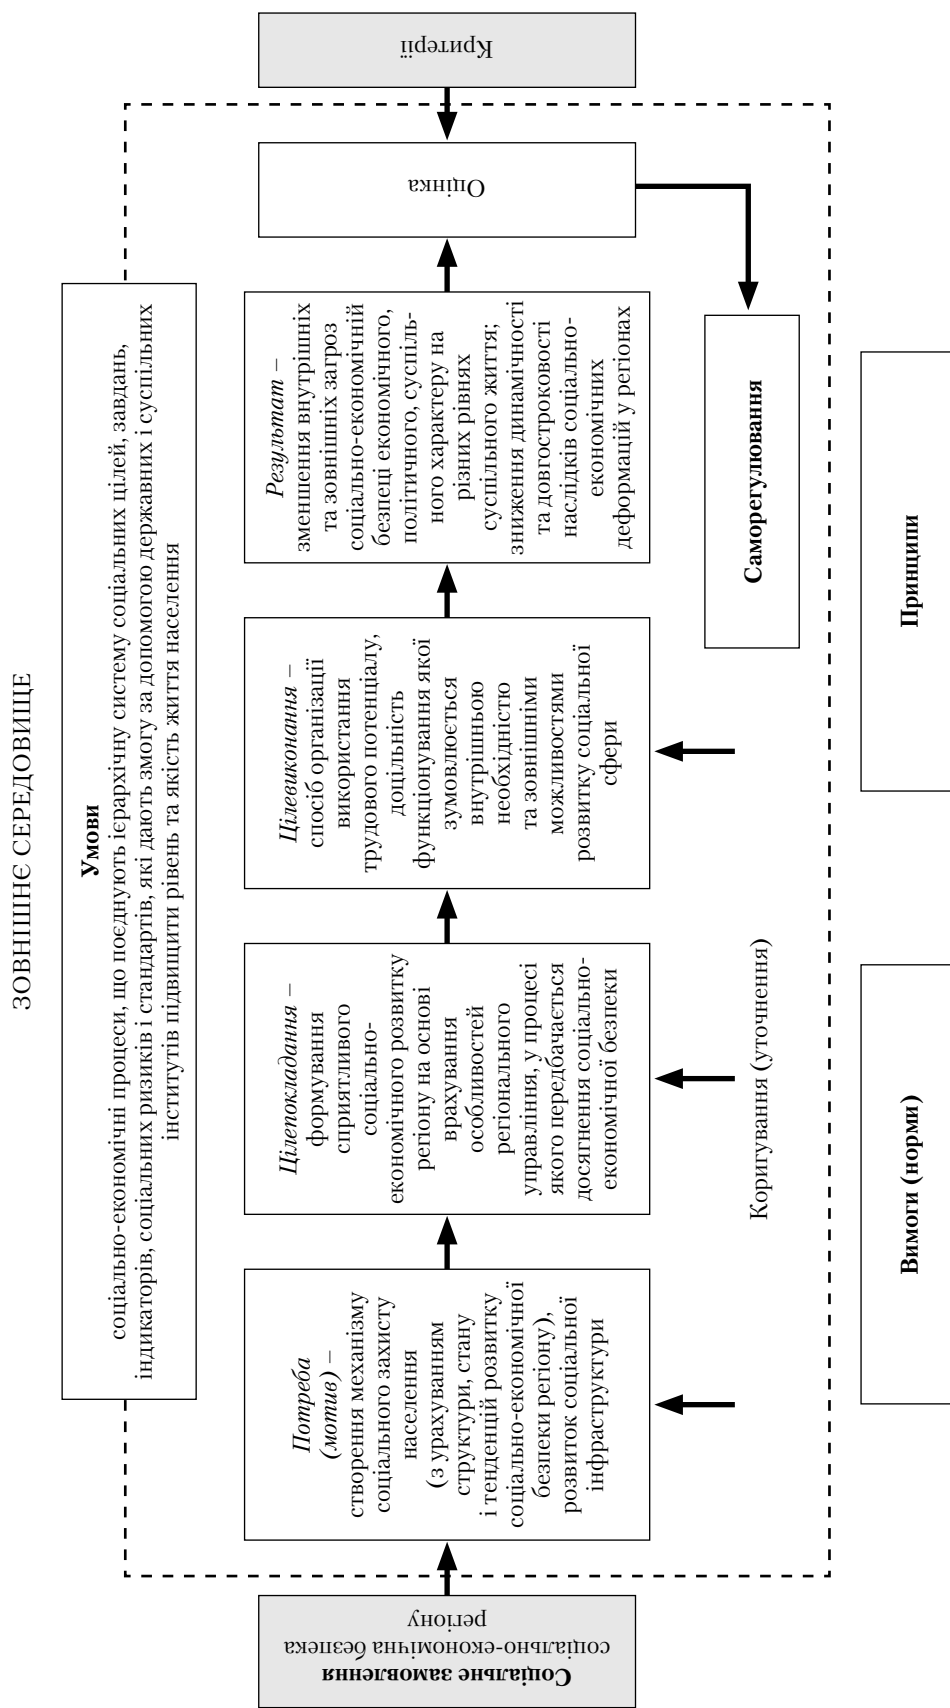 ЗОВНІШНЄ СЕРЕДОВИЩЕ
Умови
соціально-економічні процеси, що поєднують ієрархічну систему соціальних цілей, завдань,
індикаторів, соціальних ризиків і стандартів, які дають змогу за допомогою державних і суспільних
інститутів підвищити рівень та якість життя населення
Соціальне замовлення
соціально-економічна безпека
регіону
Потреба
(мотив) –
створення механізму
соціального захисту
населення
(з урахуванням
структури, стану
і тенденцій розвитку
соціально-економічної
безпеки регіону),
розвиток соціальної
інфраструктури
Цілепокладання –
формування
сприятливого
соціально-
економічного розвитку
регіону на основі
врахування
особливостей
регіонального
управління, у процесі
якого передбачається
досягнення соціально-
економічної безпеки
Цілевиконання –
спосіб організації
використання
трудового потенціалу,
доцільність
функціонування якої
зумовлюється
внутрішньою
необхідністю
та зовнішніми
можливостями
розвитку соціальної
сфери
Результат –
зменшення внутрішніх
та зовнішніх загроз
соціально-економічній
безпеці економічного,
політичного, суспіль-
ного характеру на
різних рівнях
суспільного життя;
зниження динамічності
та довгостроковості
наслідків соціально-
економічних
деформацій у регіонах
Оцінка
Критерії
Коригування (уточнення)
Саморегулювання
Вимоги (норми)
Принципи